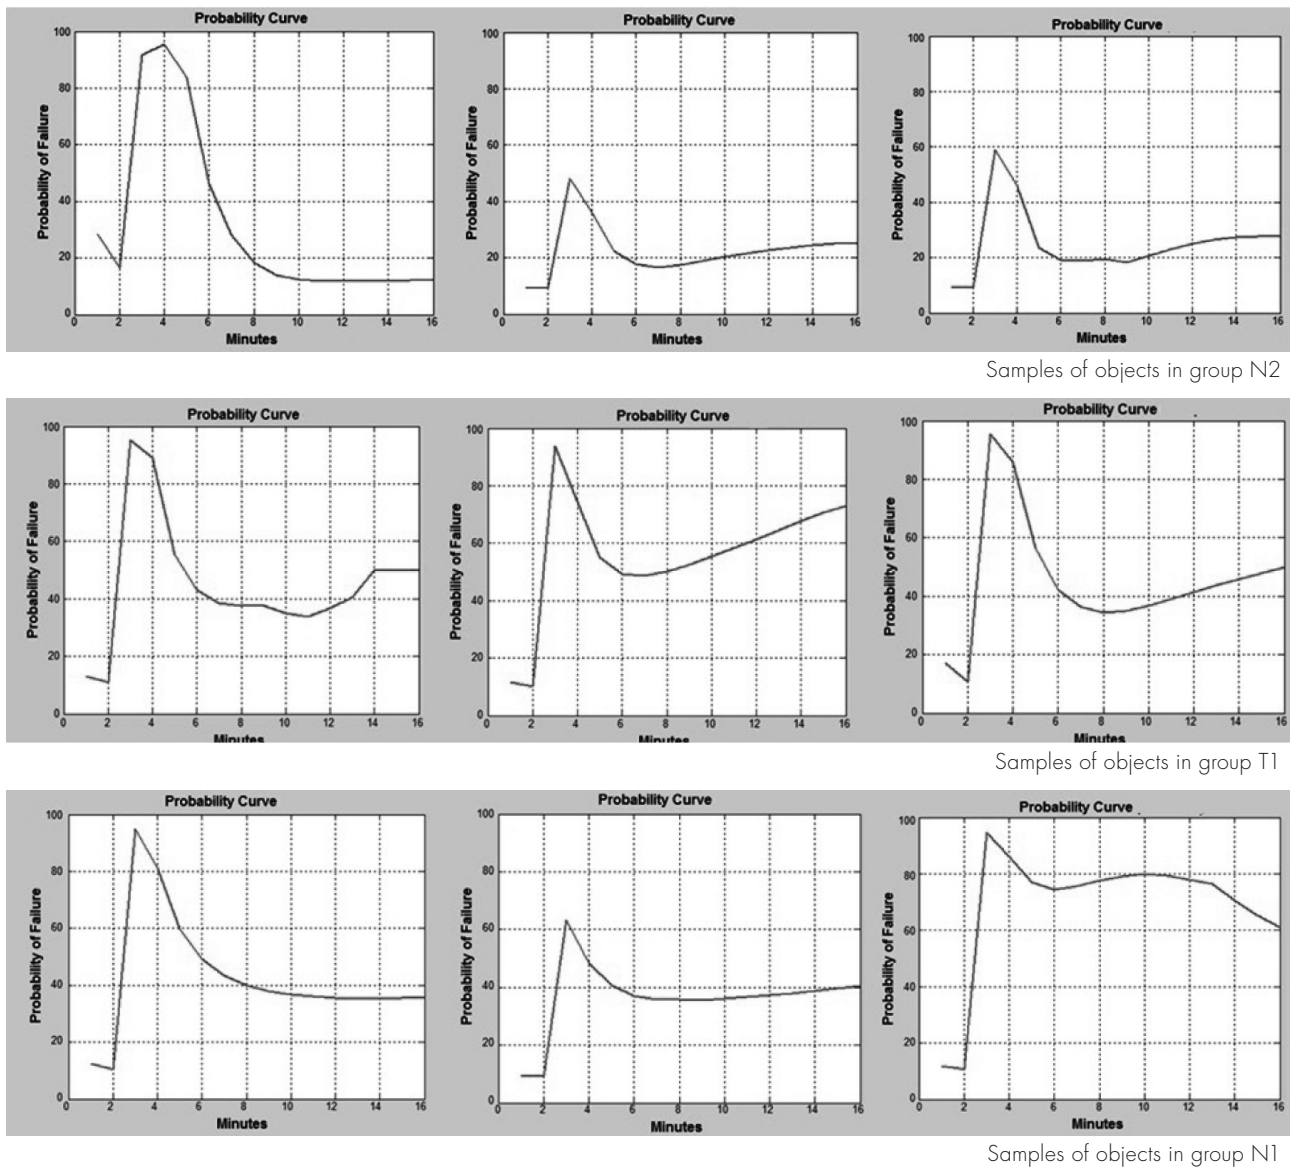 Probability Curve Probability Curve Probability Curve
Probability of Failure Probability of Failure Probability of Failure
100 100 100
80 80 80
60 60 60
40 40 40
20 20 20
0 0 0
0 2 4 6 8 10 12 14 16 0 2 4 6 8 10 12 14 16 0 2 4 6 8 10 12 14 16
Minutes Minutes Minutes
Samples of objects in group N2
Probability Curve Probability Curve Probability Curve
Probability of Failure Probability of Failure Probability of Failure
100 100 100
80 80 80
60 60 60
40 40 40
20 20 20
0 0 0
0 2 4 6 8 10 12 14 16 0 2 4 6 8 10 12 14 16 0 2 4 6 8 10 12 14 16
Minutes Minutes Minutes
Samples of objects in group T1
Probability Curve Probability Curve Probability Curve
Probability of Failure Probability of Failure Probability of Failure
100 100 100
80 80 80
60 60 60
40 40 40
20 20 20
0 0 0
0 2 4 6 8 10 12 14 16 0 2 4 6 8 10 12 14 16 0 2 4 6 8 10 12 14 16
Minutes Minutes Minutes
Samples of objects in group N1